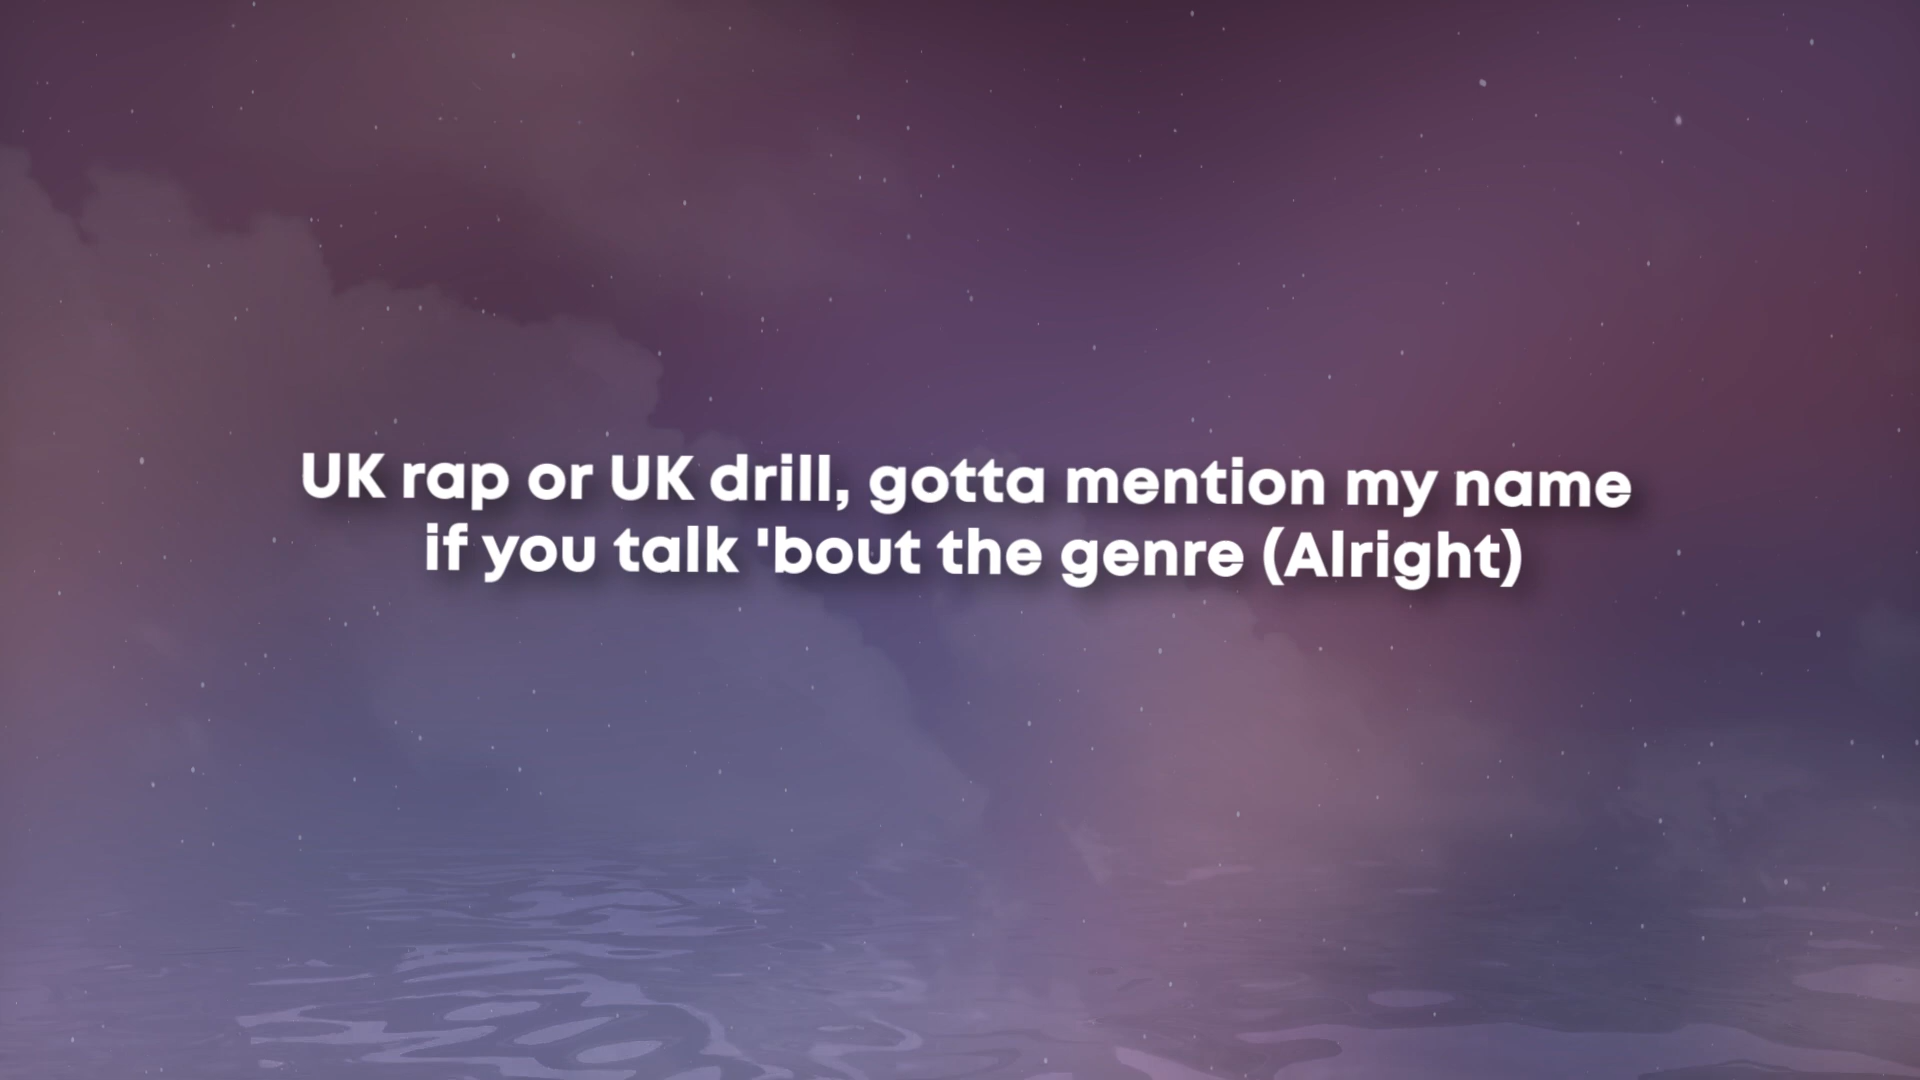 UK rap or UK drill, gotta mention my name
if you talk 'bout the genre (Alright)